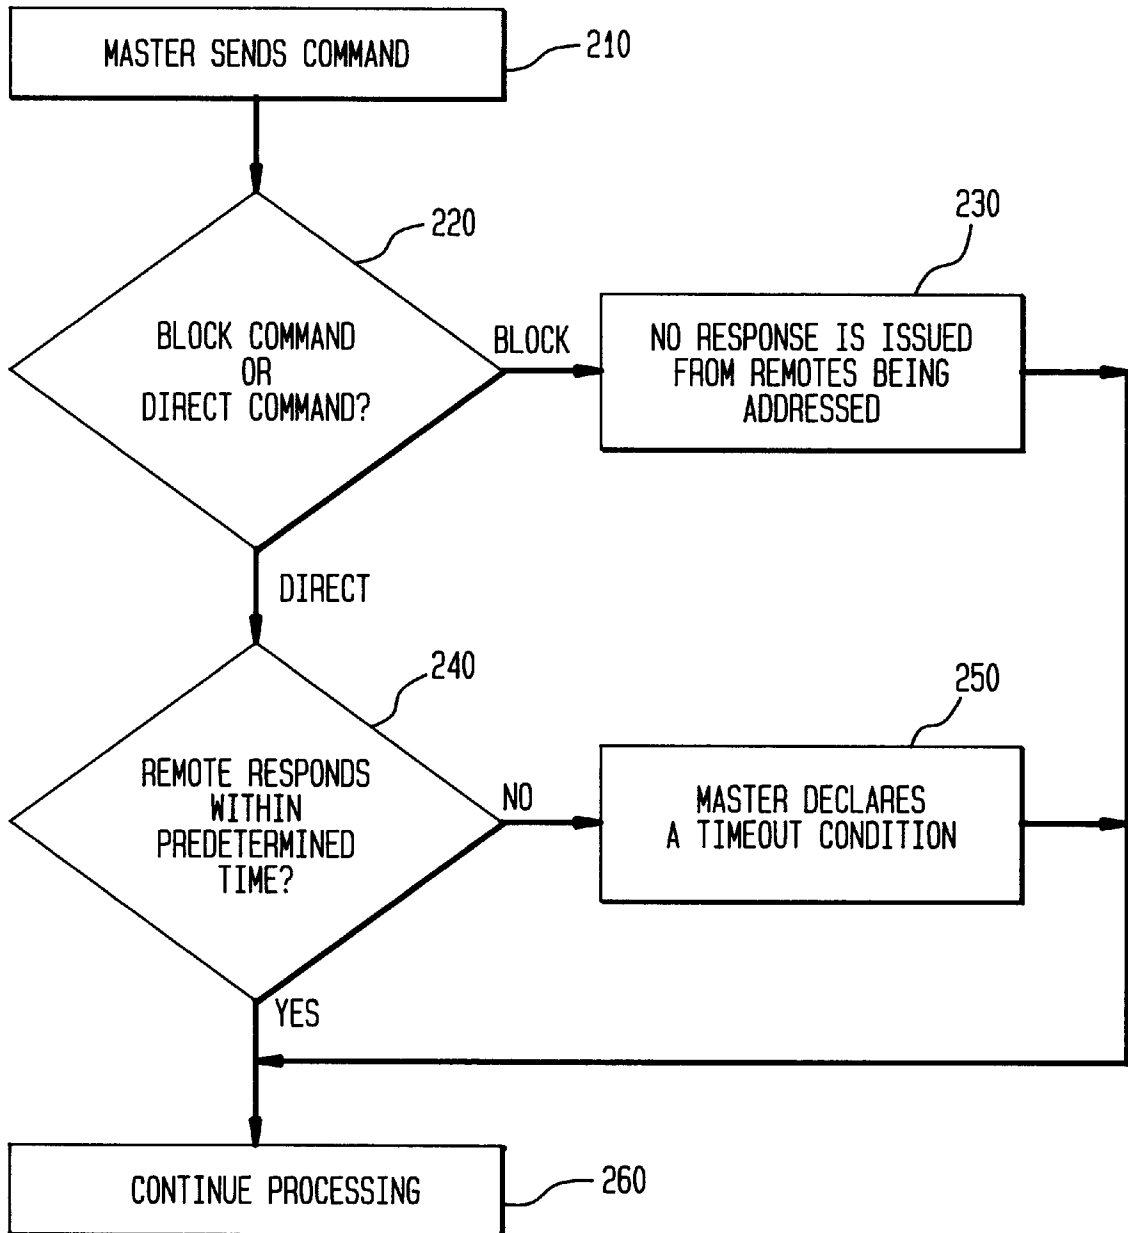 MASTER SENDS COMMAND
210
220
BLOCK COMMAND
OR
DIRECT COMMAND?
BLOCK
230
NO RESPONSE IS ISSUED
FROM REMOTES BEING
ADDRESSED
DIRECT
240
REMOTE RESPONDS
WITHIN
PREDETERMINED
TIME?
NO
250
MASTER DECLARES
A TIMEOUT CONDITION
YES
CONTINUE PROCESSING
260